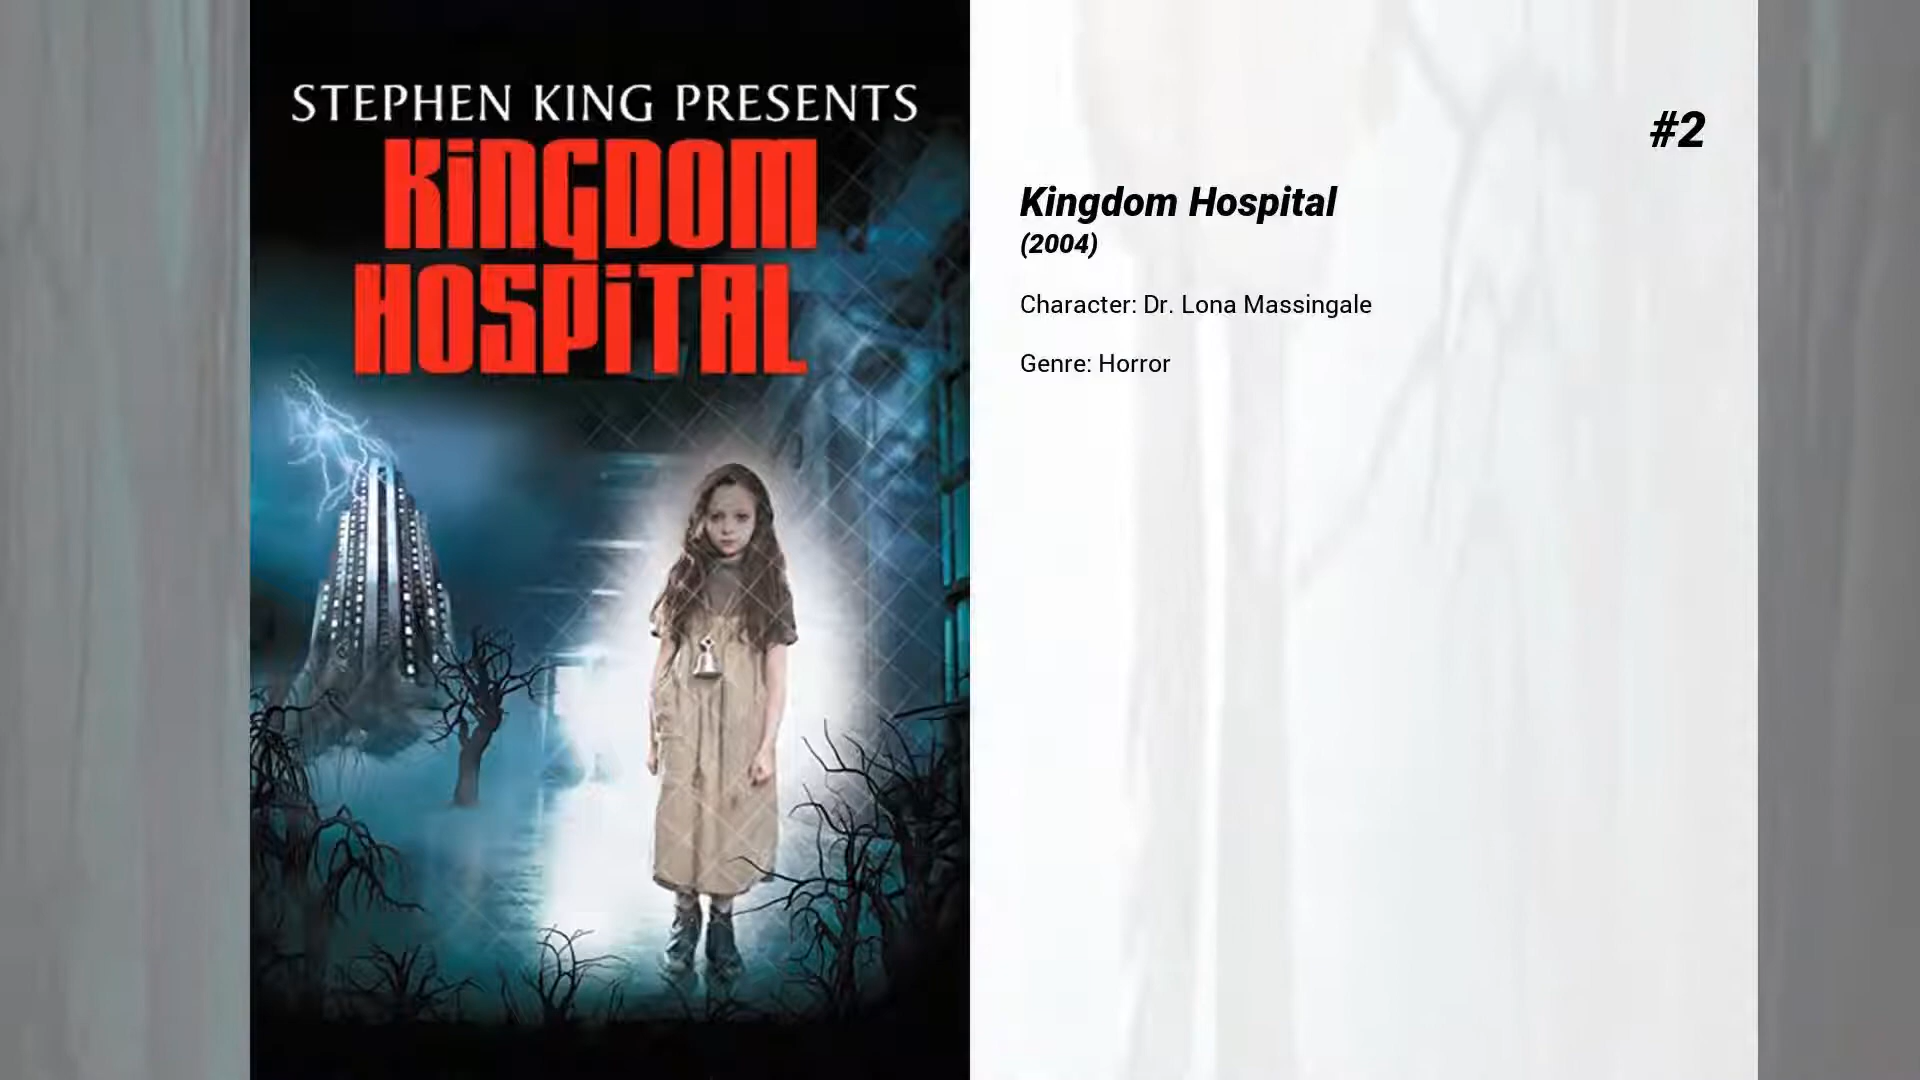 STEPHEN KING PRESENTS
KiNGDOM
HOSPiTAL
#2
Kingdom Hospital
(2004)
Character: Dr. Lona Massingale
Genre: Horror